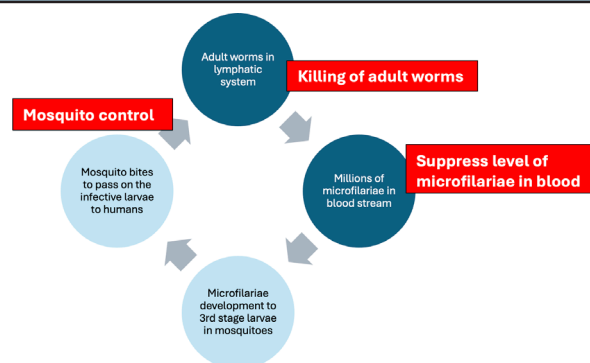 Adult worms in
lymphatic
system
Killing of adult worms
Mosquito control
Mosquito bites
to pass on the
infective larvae
to humans
Millions of
microfilariae in
blood stream
Suppress level of
microfilariae in blood
Microfilariae
development to
3rd stage larvae
in mosquitoes